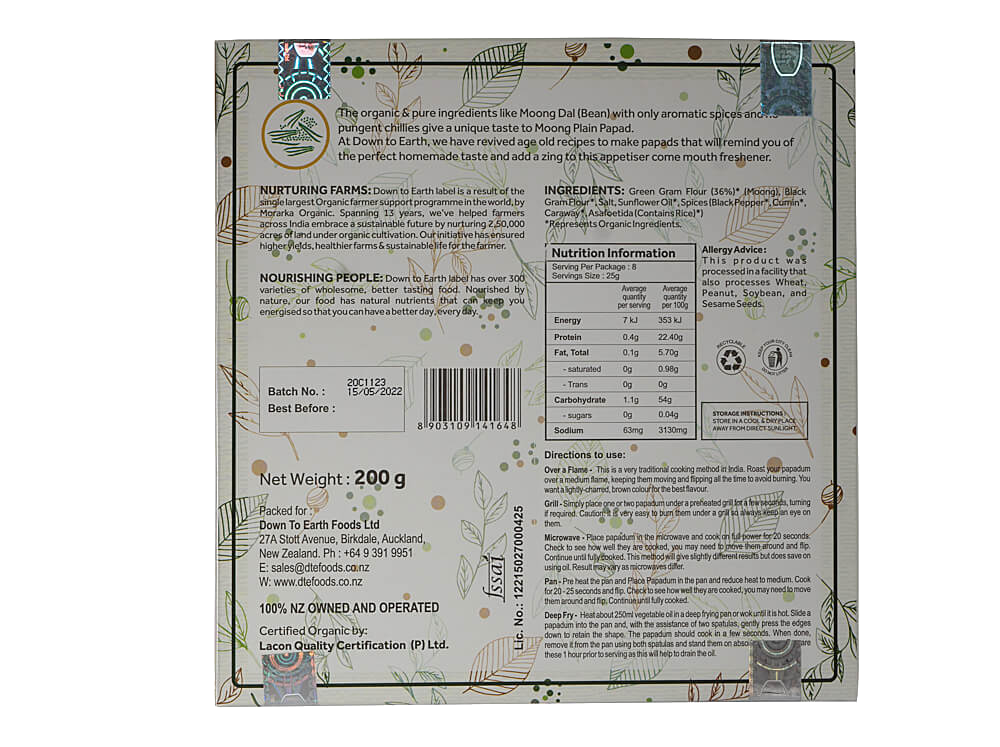 The organic & pure ingredients like Moong Dal (Bean) with only aromatic spices and
pungent chillies give a unique taste to Moong Plain Papad.
At Down to Earth, we have revived age old recipes to make papads that will remind you of
the perfect homemade taste and add a zing to this appetiser come mouth freshener.
NURTURING FARMS: Down to Earth label is a result of the
single largest Organic farmer support programme in the world, by
Morarka Organic. Spanning 13 years, we've helped farmers
across India embrace a sustainable future by nurturing 2,50,000
acres of land under organic cultivation. Our initiative has ensured
higher yields, healthier farms & sustainable life for the farmer.
NOURISHING PEOPLE: Down to Earth label has over 300
varieties of wholesome, better tasting food. Nourished by
nature, our food has natural nutrients that can keep you
energised so that you can have a better day, every day.
Batch No. : 20C1123
15/05/2022
Best Before :
8 903109 141648
Net Weight : 200 g
Packed for :
Down To Earth Foods Ltd
27A Stott Avenue, Birkdale, Auckland,
New Zealand. Ph : +64 9 391 9951
E: sales@dtefoods.co.nz
W: www.dtefoods.co.nz
100% NZ OWNED AND OPERATED
Certified Organic by:
Lacon Quality Certification (P) Ltd.
fssai
Lic. No.: 12215027000425
INGREDIENTS: Green Gram Flour (36%)* (Moong), Black
Gram Flour*, Salt, Sunflower Oil*, Spices (Black Pepper*, Cumin*,
Caraway*, Asafoetida (Contains Rice)*)
*Represents Organic Ingredients.
Nutrition Information
Serving Per Package : 8
Servings Size : 25g
Average quantity per serving Average quantity per 100g
Energy 7 kJ 353 kJ
Protein 0.4g 22.40g
Fat, Total 0.1g 5.70g
- saturated 0g 0.98g
- Trans 0g 0g
Carbohydrate 1.1g 54g
- sugars 0g 0.04g
Sodium 63mg 3130mg
Allergy Advice :
This product was
processed in a facility that
also processes Wheat,
Peanut, Soybean, and
Sesame Seeds.
RECYCLABLE
KEEP YOUR CITY CLEAN
DO NOT LITTER
STORAGE INSTRUCTIONS :
STORE IN A COOL & DRY PLACE
AWAY FROM DIRECT SUNLIGHT.
Directions to use:
Over a Flame - This is a very traditional cooking method in India. Roast your papadum
over a medium flame, keeping them moving and flipping all the time to avoid burning. You
want a lightly-charred, brown colour for the best flavour.
Grill - Simply place one or two papadum under a preheated grill for a few seconds, turning
if required. Caution: It is very easy to burn them under a grill so always keep an eye on
them.
Microwave - Place papadum in the microwave and cook on full power for 20 seconds.
Check to see how well they are cooked, you may need to move them around and flip.
Continue until fully cooked. This method will give slightly different results but does save on
using oil. Result may vary as microwaves differ.
Pan - Pre heat the pan and Place Papadum in the pan and reduce heat to medium. Cook
for 20 - 25 seconds and flip. Check to see how well they are cooked, you may need to move
them around and flip. Continue until fully cooked.
Deep Fry - Heat about 250ml vegetable oil in a deep frying pan or wok until it is hot. Slide a
papadum into the pan and, with the assistance of two spatulas, gently press the edges
down to retain the shape. The papadum should cook in a few seconds. When done,
remove it from the pan using both spatulas and stand them on
these 1 hour prior to serving as this will help to drain the oil.